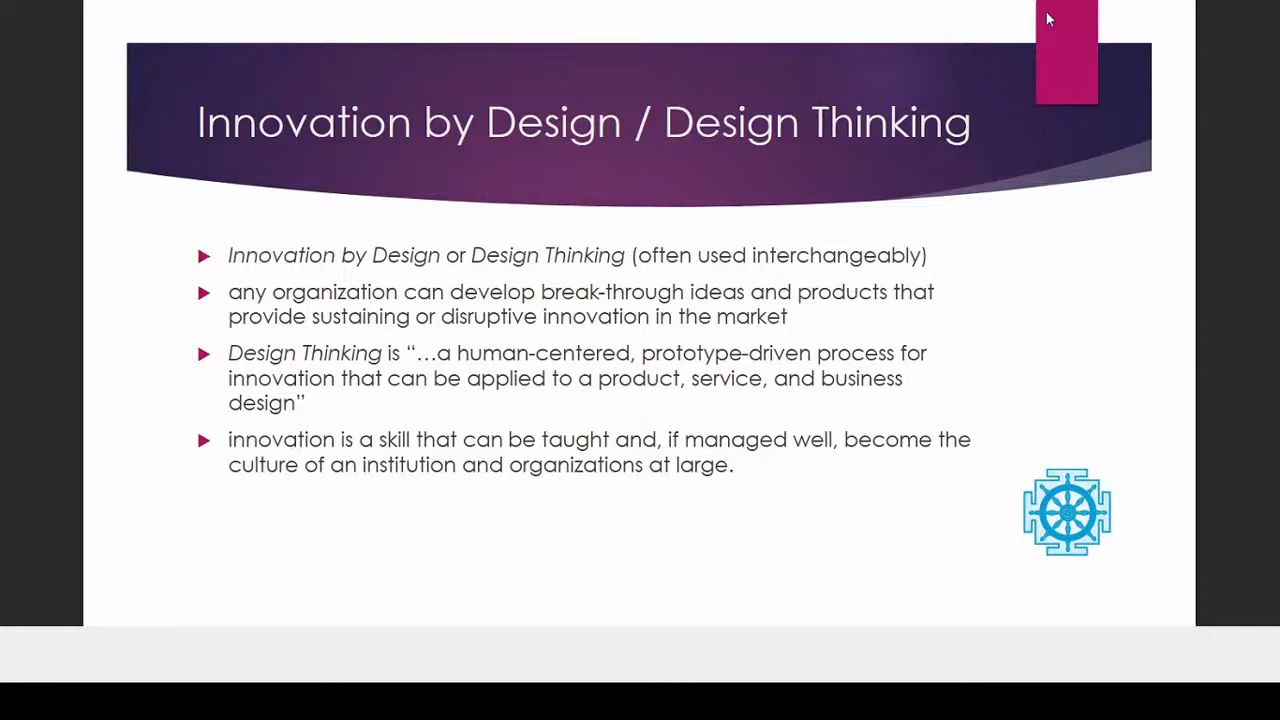 Innovation by Design / Design Thinking
Innovation by Design or Design Thinking (often used interchangeably)
any organization can develop break-through ideas and products that
provide sustaining or disruptive innovation in the market
Design Thinking is “…a human-centered, prototype-driven process for
innovation that can be applied to a product, service, and business
design”
innovation is a skill that can be taught and, if managed well, become the
culture of an institution and organizations at large.